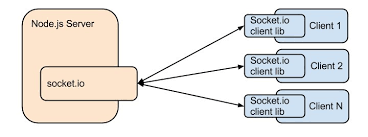 Node.js Server
socket.io
Socket.io
client lib
Client 1
Socket.io
client lib
Client 2
Socket.io
client lib
Client N